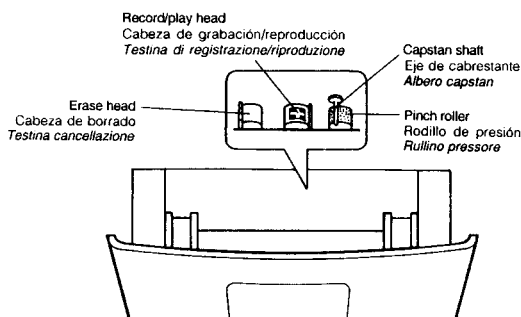 Record/play head
Cabeza de grabación/reproducción
Testina di registrazione/riproduzione
Capstan shaft
Eje de cabrestante
Albero capstan
Erase head
Cabeza de borrado
Testina cancellazione
Pinch roller
Rodillo de presión
Rullino pressore